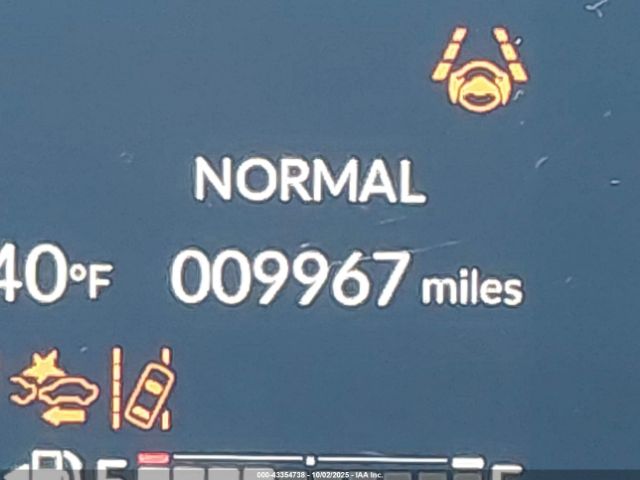 NORMAL
40°F 009967 miles
E F
000-43354738 - 10/02/2025 - IAA Inc.